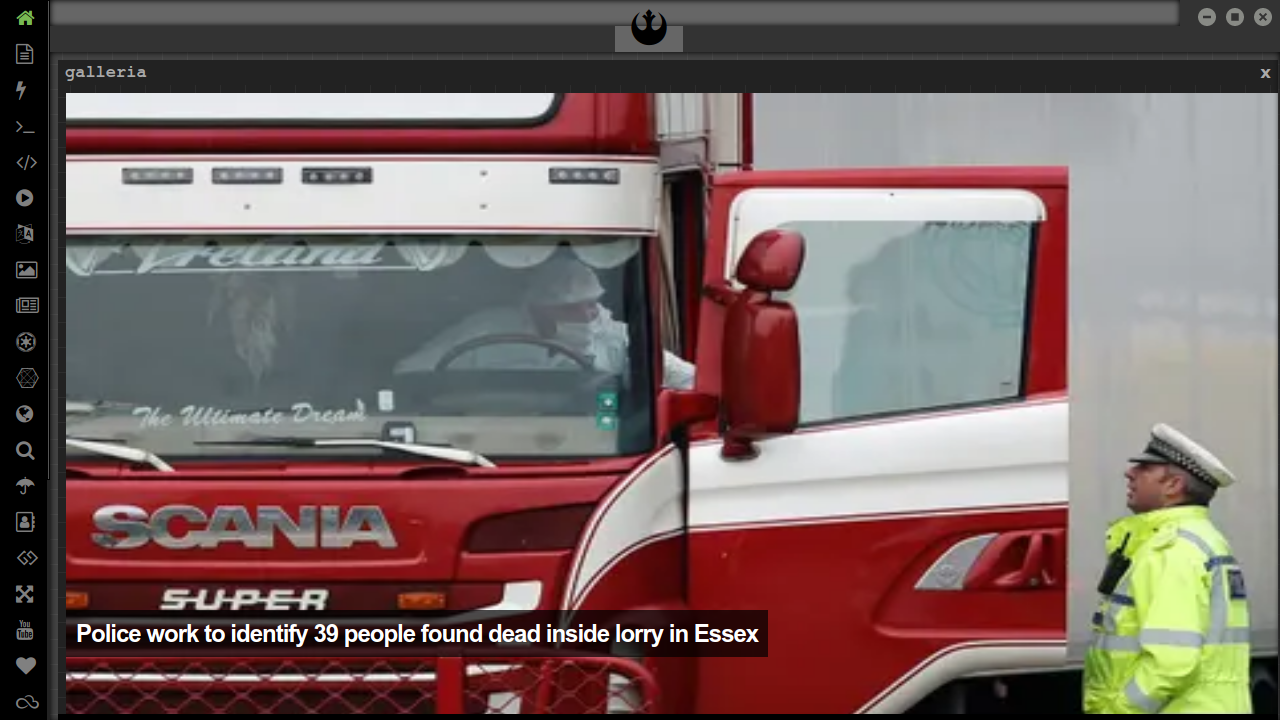 galleria
x
Ireland
The Ultimate Dream
SCANIA
SUPER
Police work to identify 39 people found dead inside lorry in Essex
You
Tube